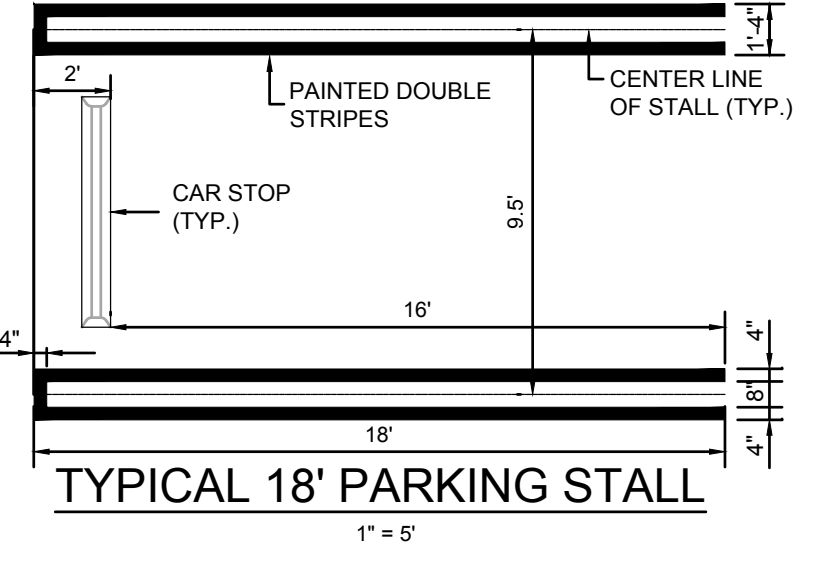 1'-4"
2'
PAINTED DOUBLE
STRIPES
CENTER LINE
OF STALL (TYP.)
CAR STOP
(TYP.)
9.5'
16'
4"
4"
8"
4"
18'
TYPICAL 18' PARKING STALL
1" = 5'